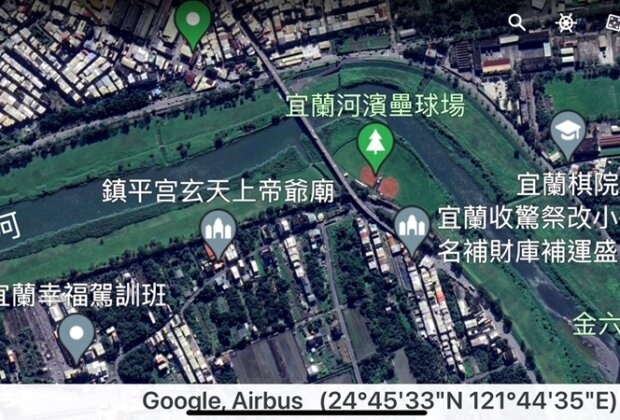 宜蘭河濱壘球場
鎮平宮玄天上帝爺廟
宜蘭棋院
河
宜蘭收驚祭改小
名補財庫補運盛
宜蘭幸福駕訓班
金六
Google, Airbus (24°45'33"N 121°44'35"E)